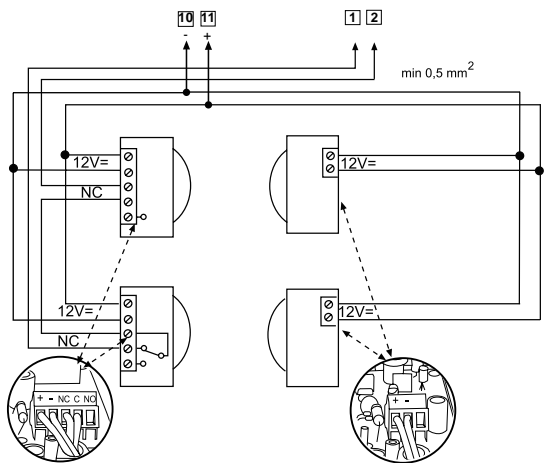 10 11 1 2
- +
min 0,5 mm2
12V=
12V=
NC
12V=
12V=
NC
+ - NC C NO
+ -